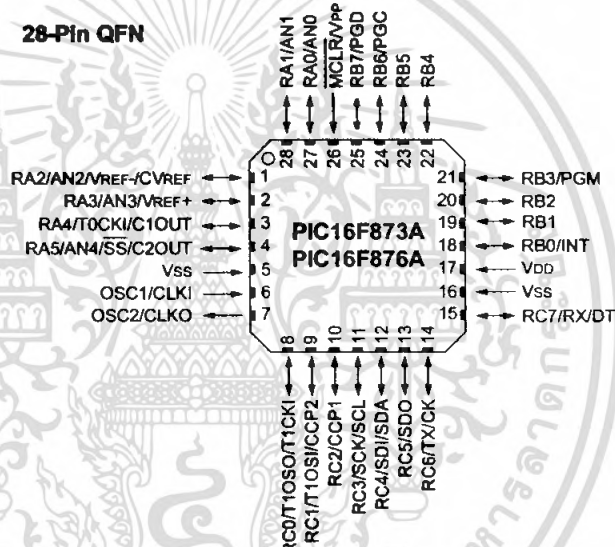 28-Pin QFN
RA1/AN1
RA0/AN0
MCLR/VPP
RB7/PGD
RB6/PGC
RB5
RB4
28
27
26
25
24
23
22
RA2/AN2/VREF-/CVREF
1
RA3/AN3/VREF+
2
RA4/T0CKI/C1OUT
3
RA5/AN4/SS/C2OUT
4
VSS
5
OSC1/CLKI
6
OSC2/CLKO
7
PIC16F873A
PIC16F876A
21
RB3/PGM
20
RB2
19
RB1
18
RB0/INT
17
VDD
16
VSS
15
RC7/RX/DT
8
9
10
11
12
13
14
RC0/T1OSO/T1CKI
RC1/T1OSI/CCP2
RC2/CCP1
RC3/SCK/SCL
RC4/SDI/SDA
RC5/SDO
RC6/TX/CK